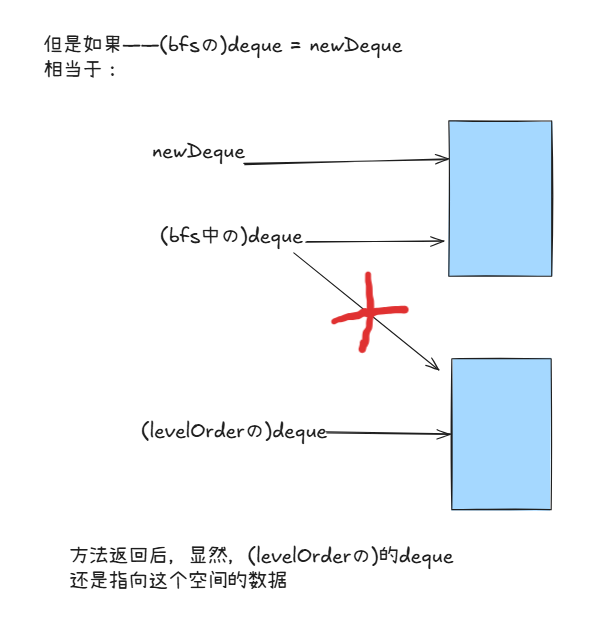 但是如果——(bfsの)deque = newDeque
相当于：
newDeque
(bfs中の)deque
(levelOrderの)deque
方法返回后，显然，(levelOrderの)的deque
还是指向这个空间的数据